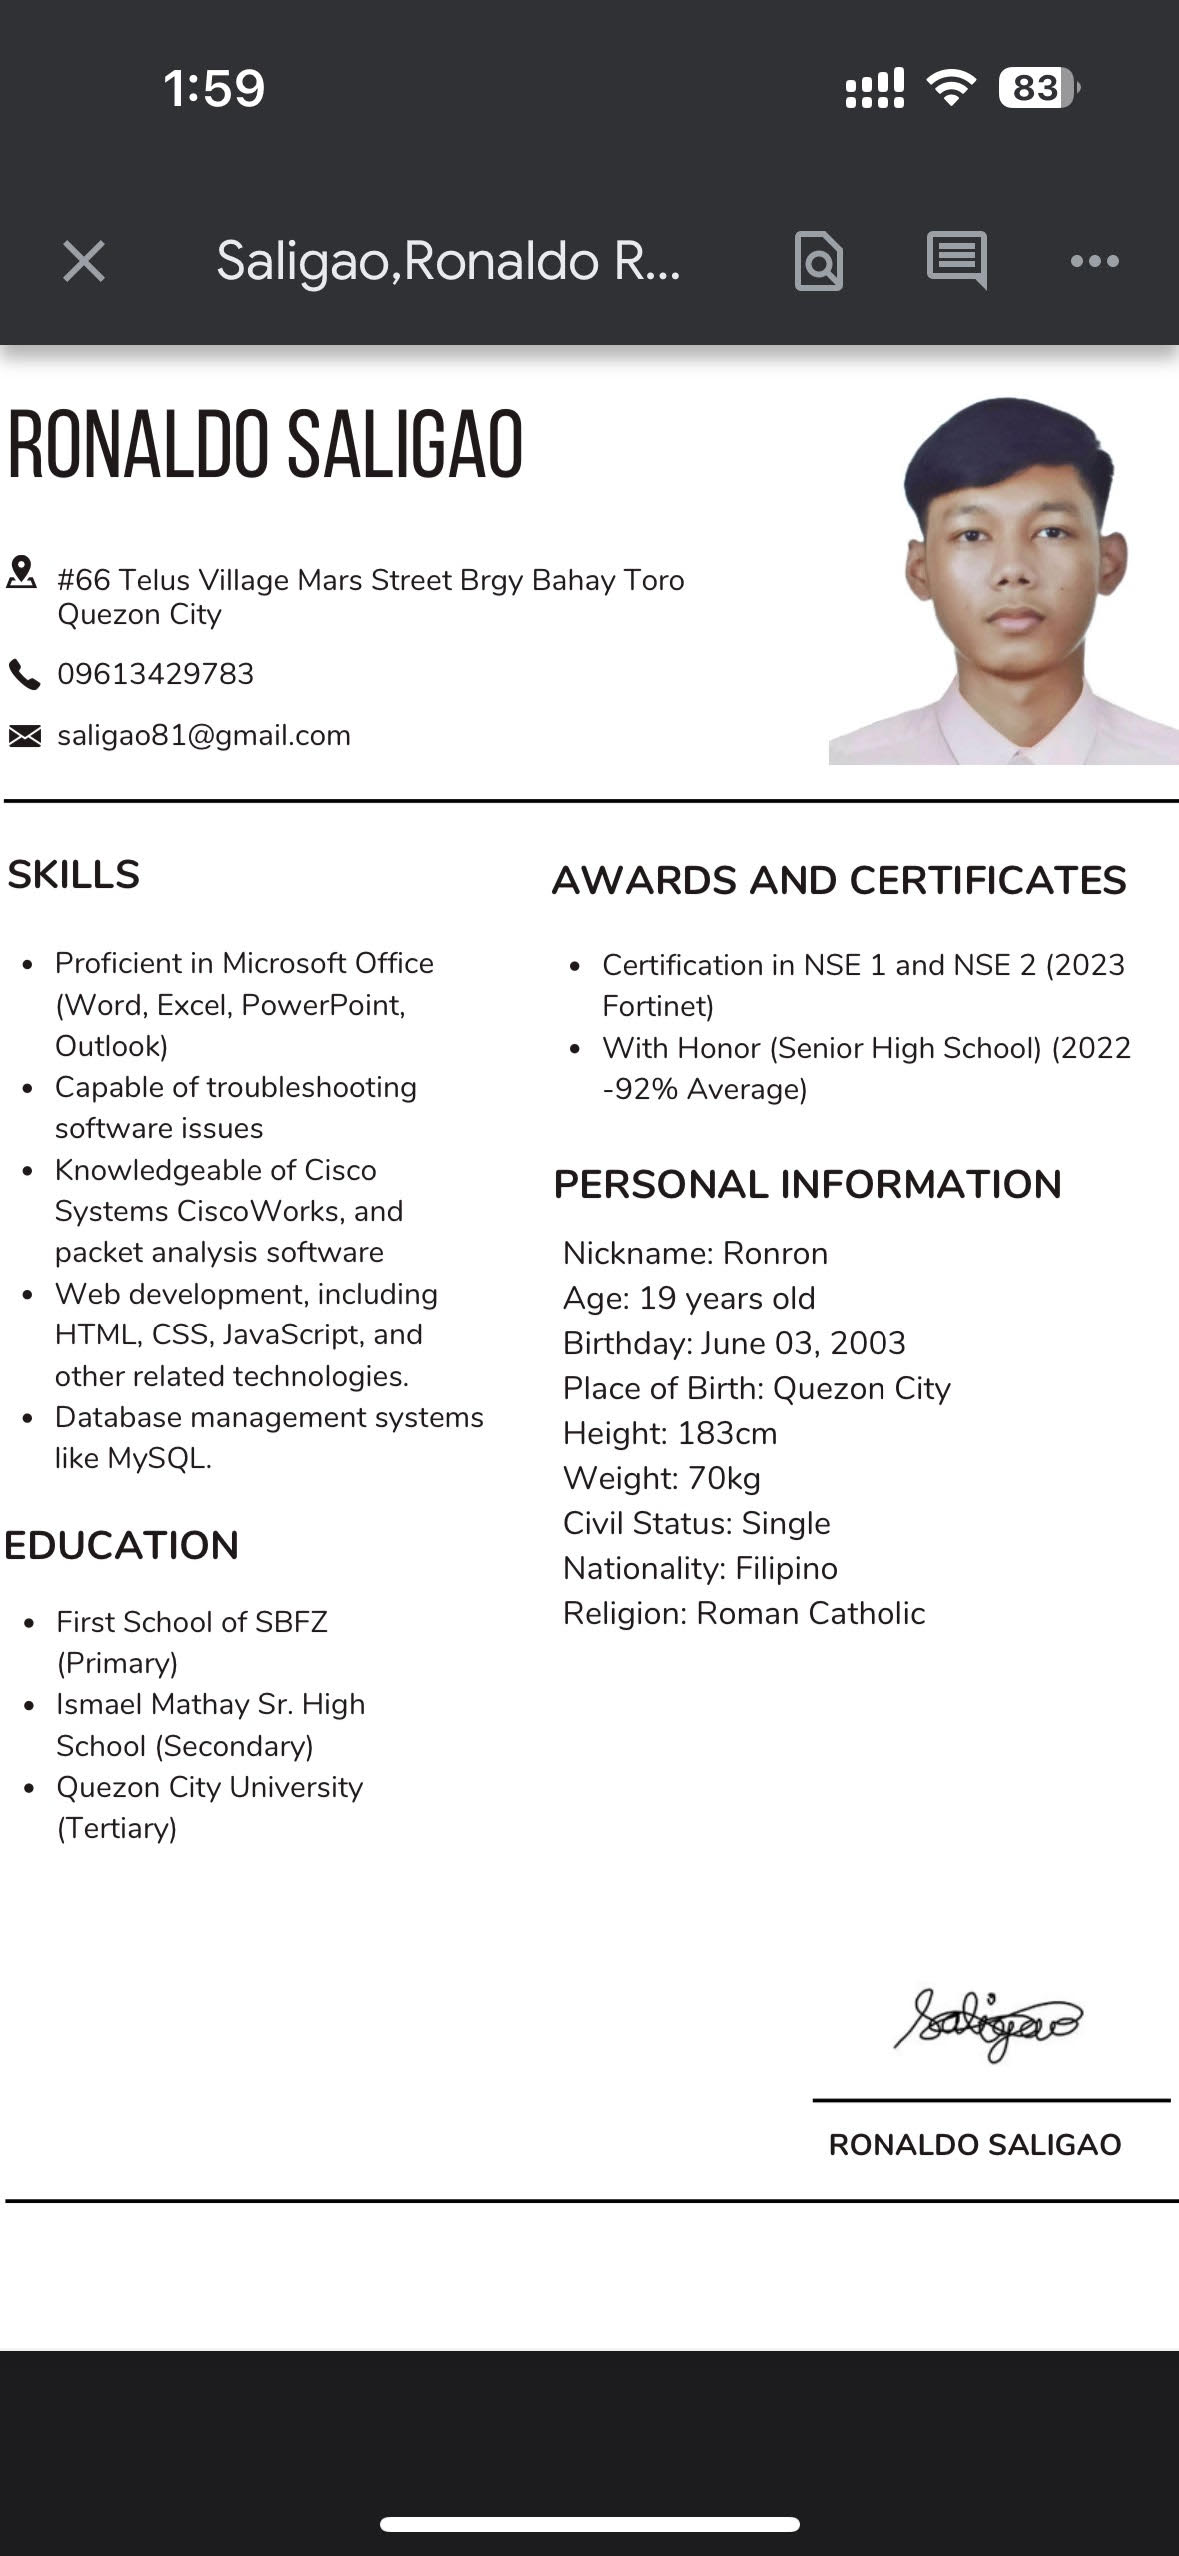 1:59
83
Saligao,Ronaldo R...
RONALDO SALIGAO
#66 Telus Village Mars Street Brgy Bahay Toro
Quezon City
09613429783
saligao81@gmail.com
SKILLS
• Proficient in Microsoft Office
(Word, Excel, PowerPoint,
Outlook)
• Capable of troubleshooting
software issues
• Knowledgeable of Cisco
Systems CiscoWorks, and
packet analysis software
• Web development, including
HTML, CSS, JavaScript, and
other related technologies.
• Database management systems
like MySQL.
EDUCATION
• First School of SBFZ
(Primary)
• Ismael Mathay Sr. High
School (Secondary)
• Quezon City University
(Tertiary)
AWARDS AND CERTIFICATES
• Certification in NSE 1 and NSE 2 (2023
Fortinet)
• With Honor (Senior High School) (2022
-92% Average)
PERSONAL INFORMATION
Nickname: Ronron
Age: 19 years old
Birthday: June 03, 2003
Place of Birth: Quezon City
Height: 183cm
Weight: 70kg
Civil Status: Single
Nationality: Filipino
Religion: Roman Catholic
Saligao
RONALDO SALIGAO